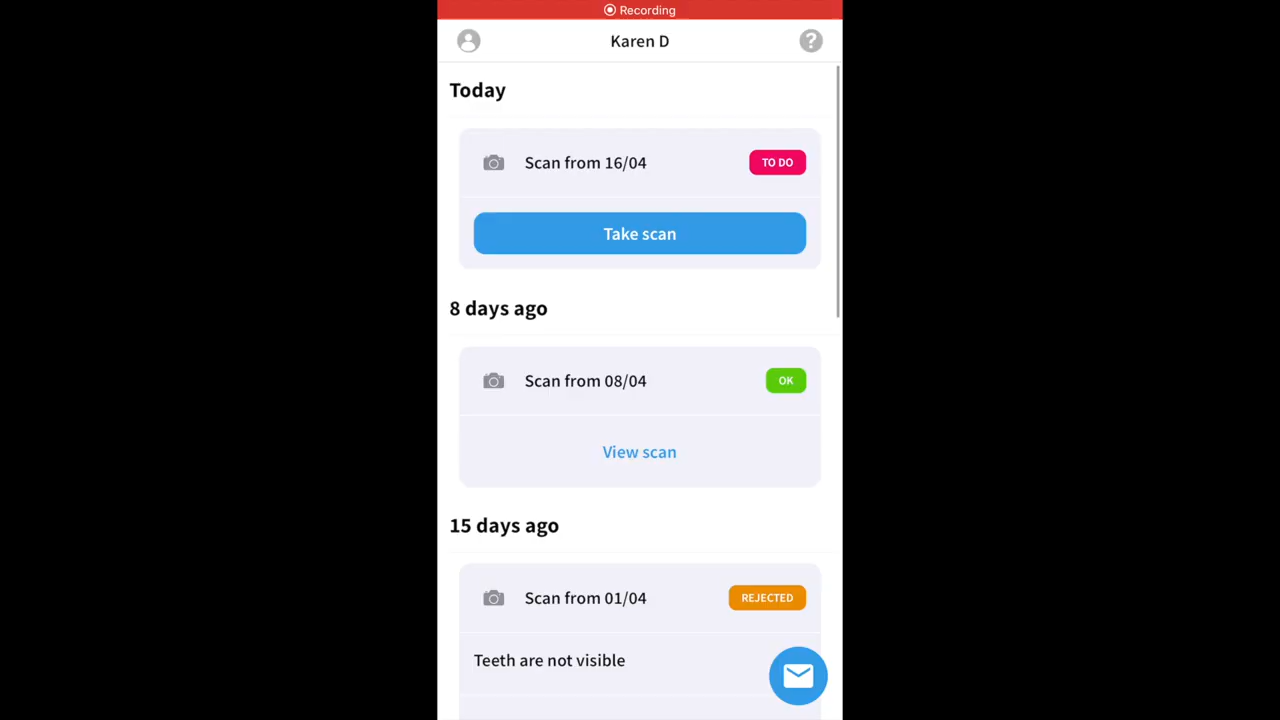 Recording
Karen D
?
Today
Scan from 16/04
TO DO
Take scan
8 days ago
Scan from 08/04
OK
View scan
15 days ago
Scan from 01/04
REJECTED
Teeth are not visible